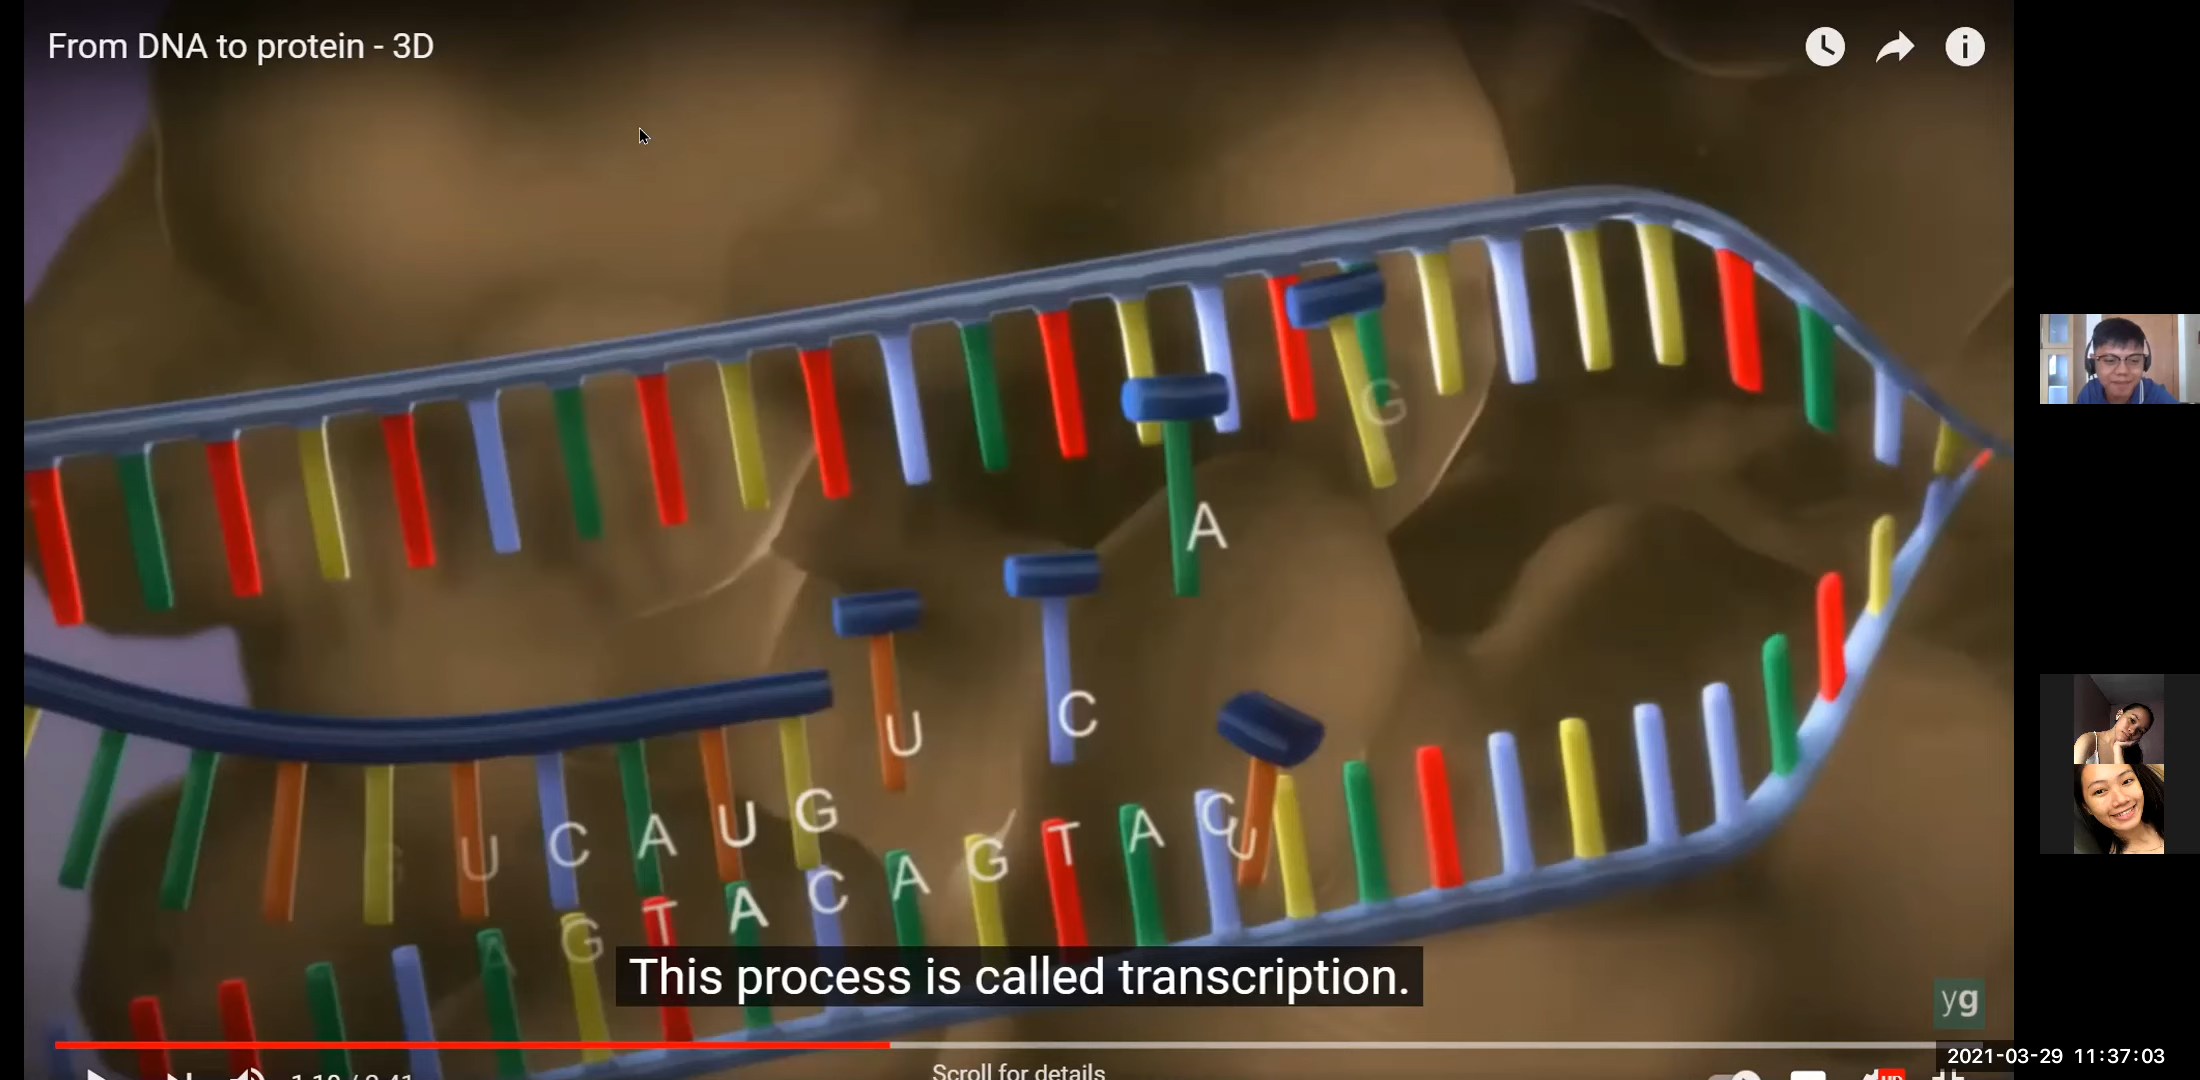 From DNA to protein - 3D
G
A
U
C
G U C A U G
A G T A C A G T A C
U
This process is called transcription.
yg
2021-03-29 11:37:03
Scroll for details
HD